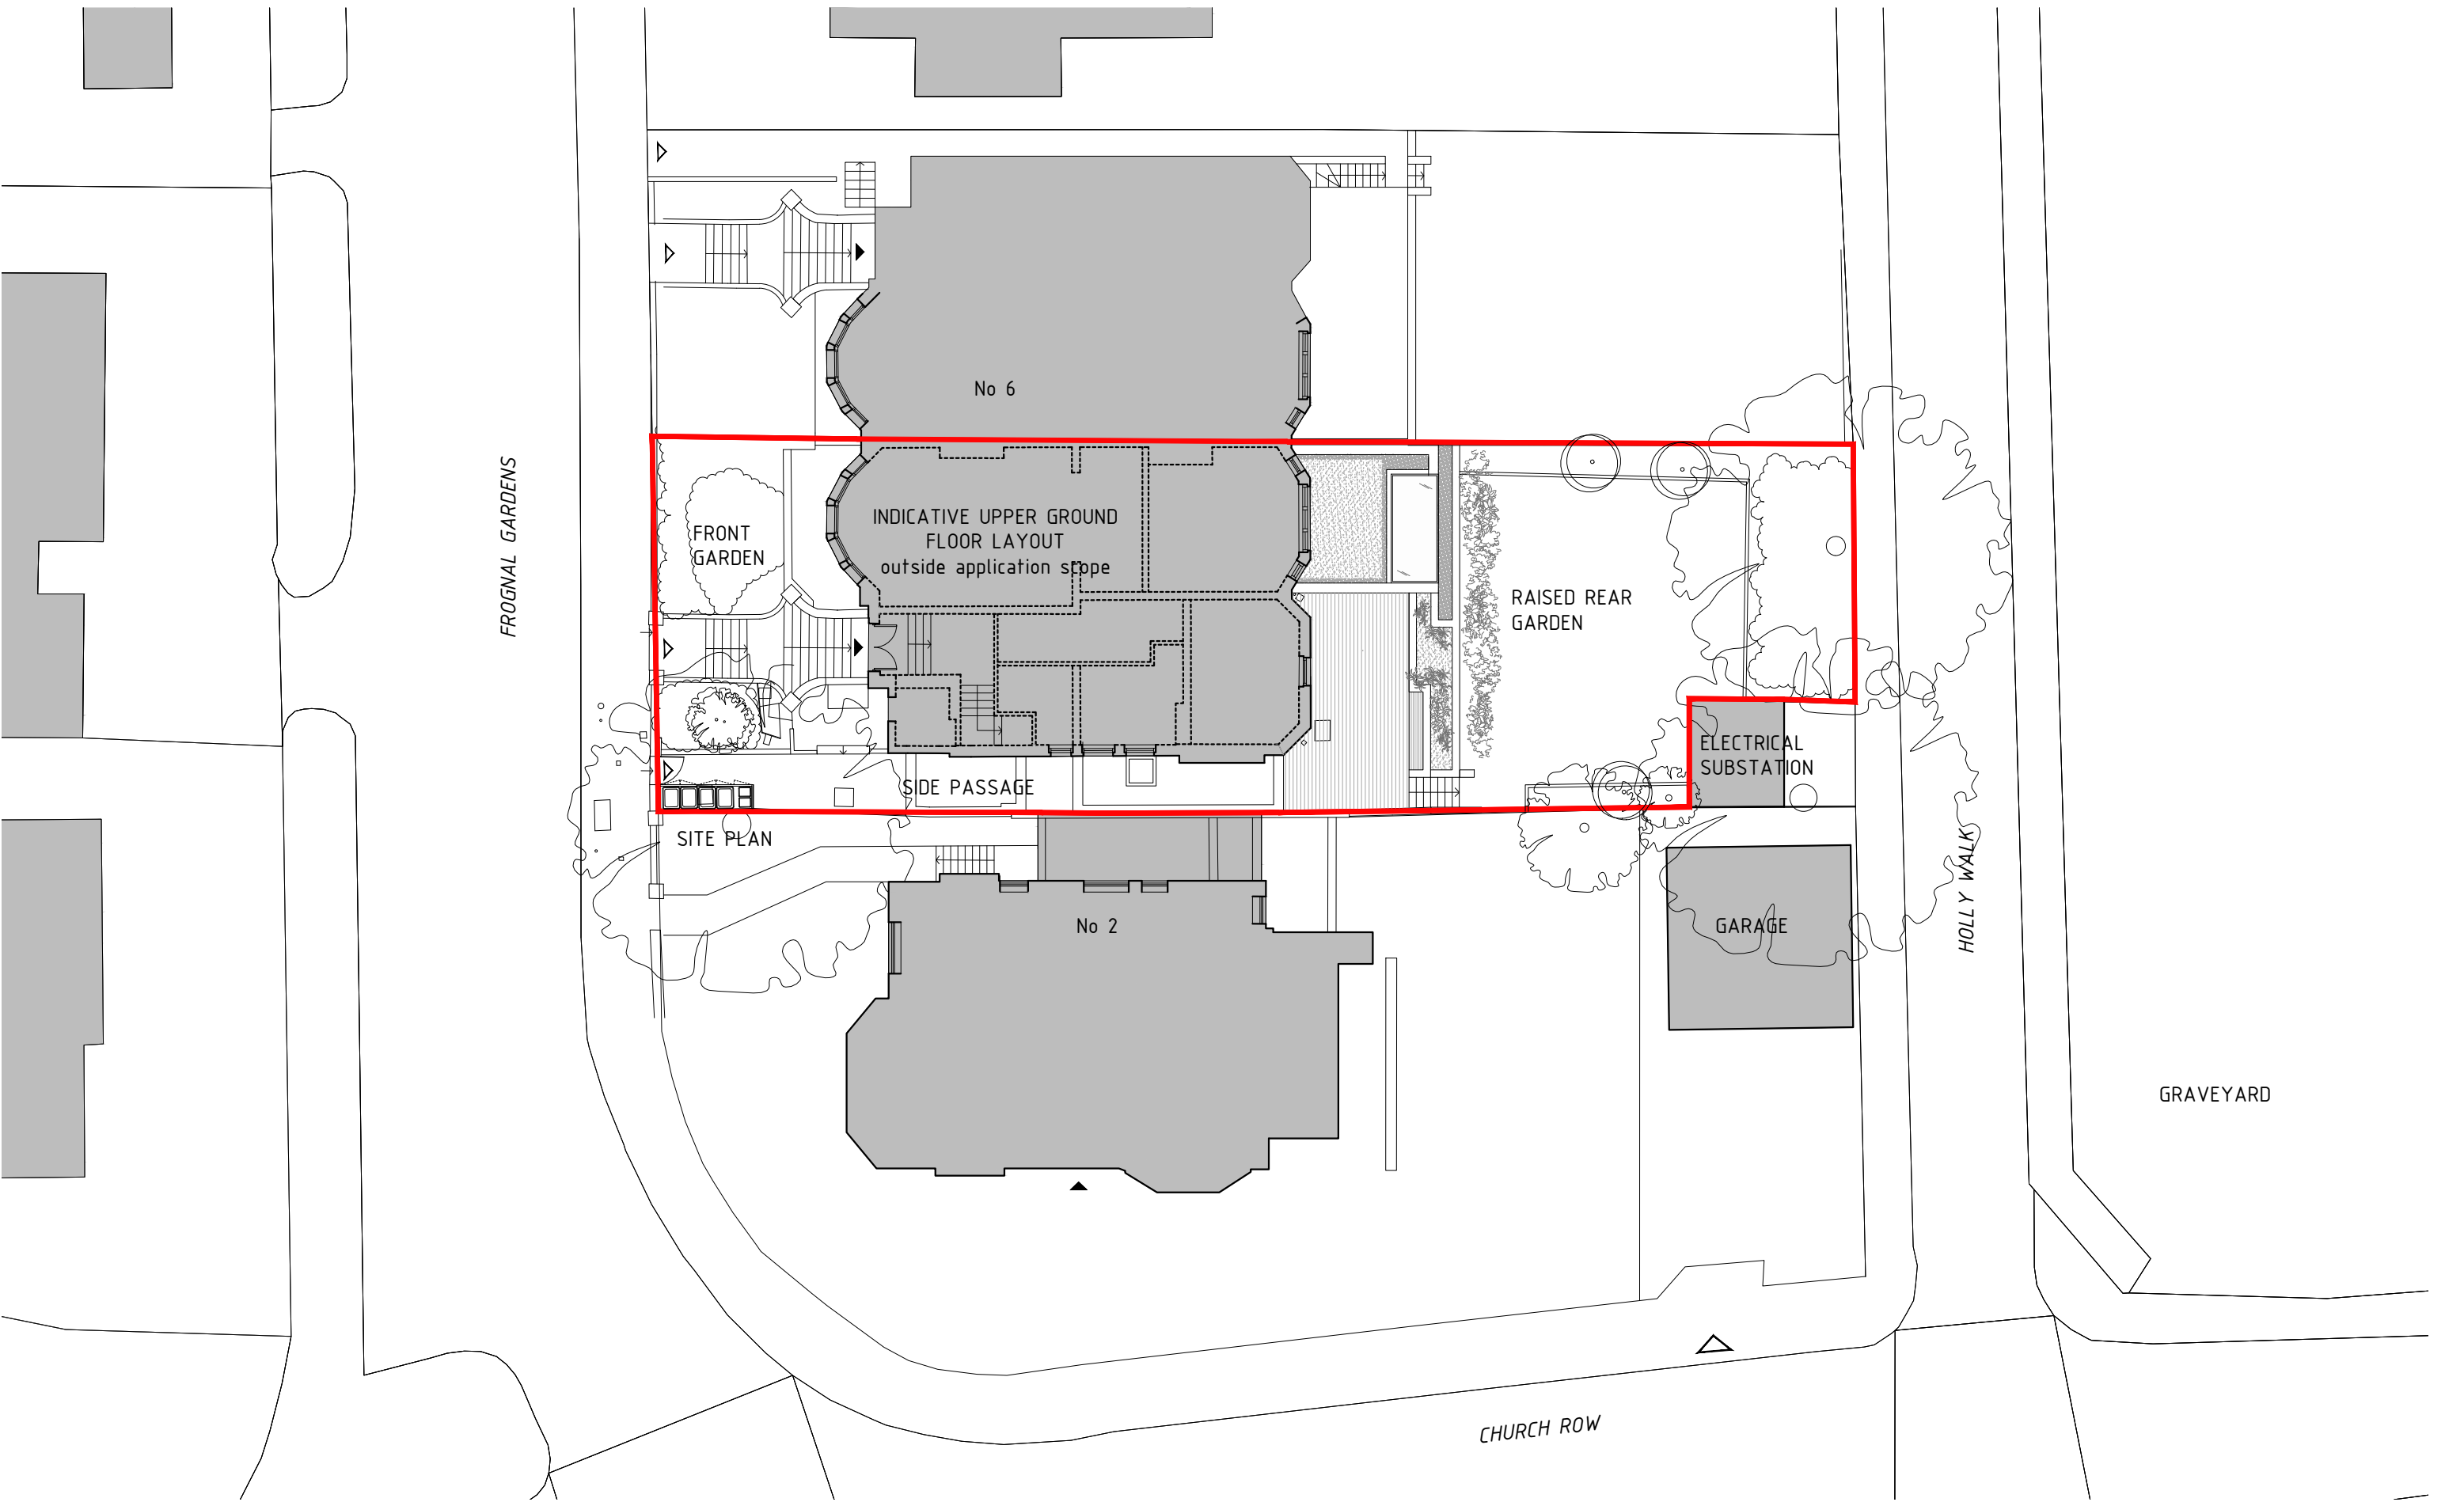 No 6
FROGNAL GARDENS
FRONT
GARDEN
INDICATIVE UPPER GROUND
FLOOR LAYOUT
outside application scope
RAISED REAR
GARDEN
ELECTRICAL
SUBSTATION
SIDE PASSAGE
SITE PLAN
No 2
GARAGE
HOLLY WALK
GRAVEYARD
CHURCH ROW